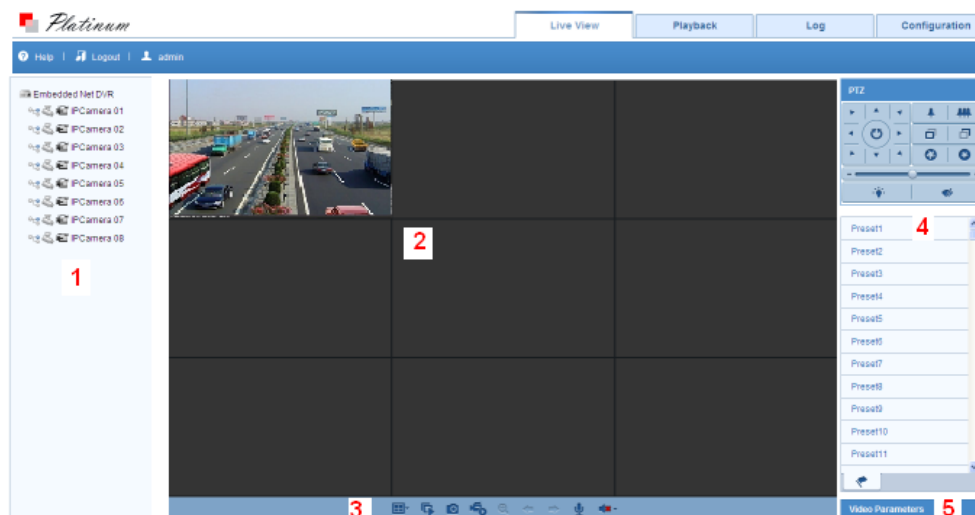 Platinum
Live View
Playback
Log
Configuration
Help | Logout | admin
Embedded Net DVR
IPCamera 01
IPCamera 02
IPCamera 03
IPCamera 04
IPCamera 05
IPCamera 06
IPCamera 07
IPCamera 08
1
2
3
PTZ
4
Preset1
Preset2
Preset3
Preset4
Preset5
Preset6
Preset7
Preset8
Preset9
Preset10
Preset11
Video Parameters
5